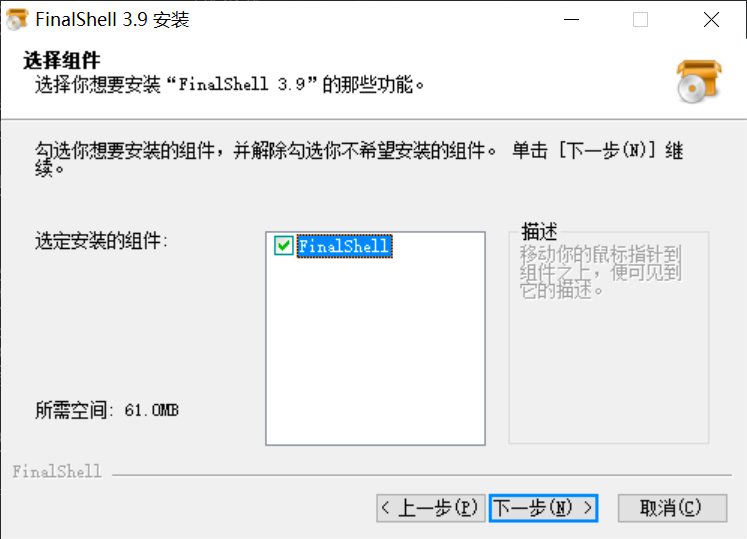 FinalShell 3.9 安装
选择组件
选择你想要安装“FinalShell 3.9”的那些功能。
勾选你想要安装的组件，并解除勾选你不希望安装的组件。 单击 [下一步(N)] 继
续。
选定安装的组件:
FinalShell
描述
移动你的鼠标指针到
组件之上，便可见到
它的描述。
所需空间: 61.0MB
FinalShell
< 上一步(P)
下一步(N) >
取消(C)